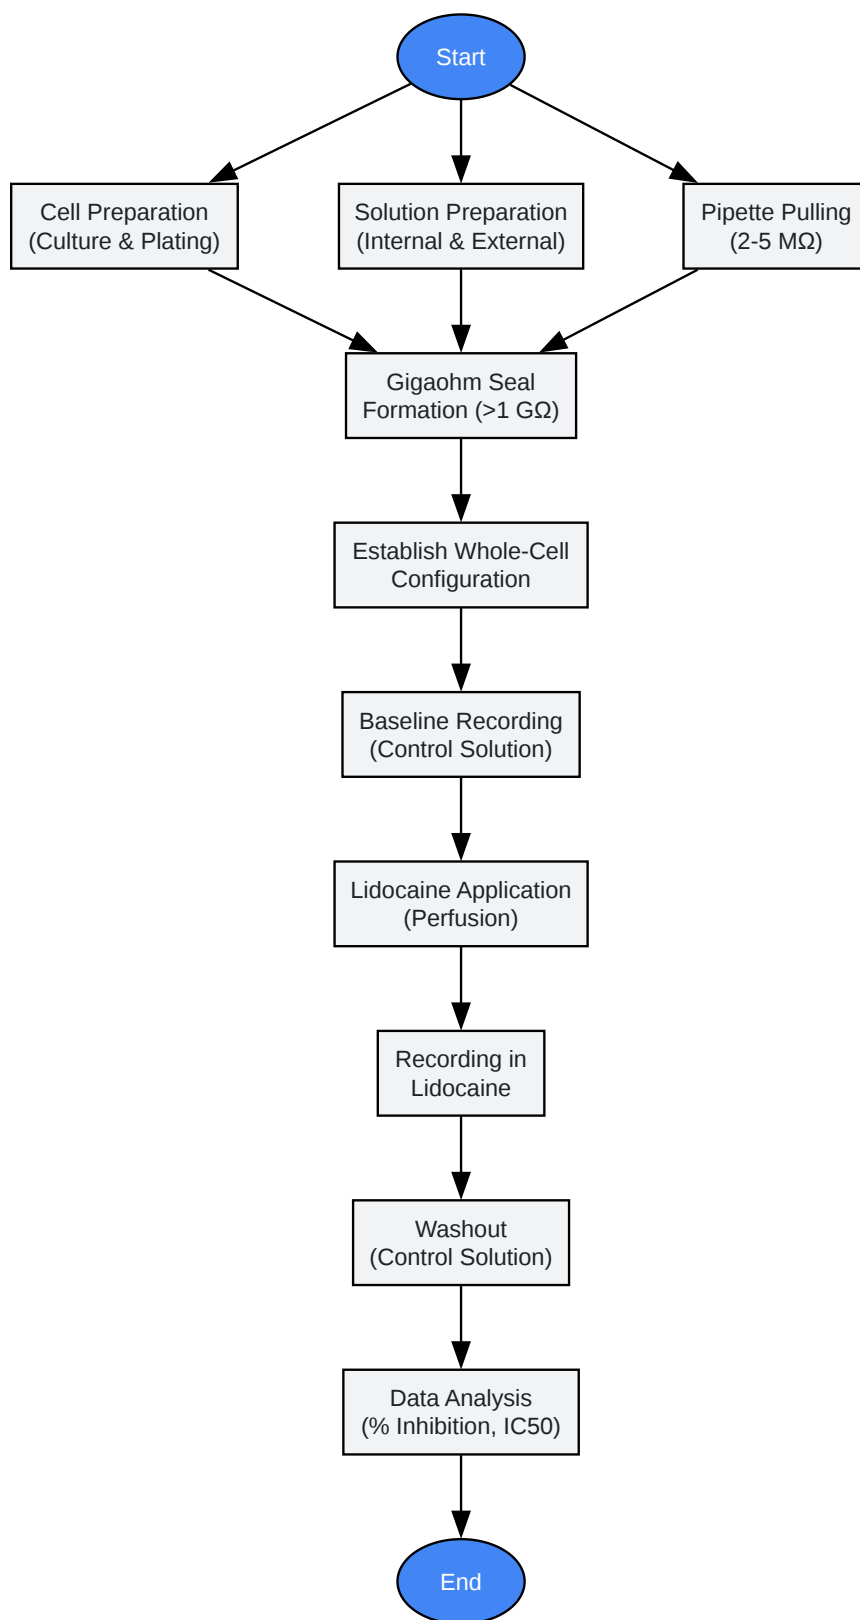 Start
Cell Preparation
(Culture & Plating)
Solution Preparation
(Internal & External)
Pipette Pulling
(2-5 MΩ)
Gigaohm Seal
Formation (>1 GΩ)
Establish Whole-Cell
Configuration
Baseline Recording
(Control Solution)
Lidocaine Application
(Perfusion)
Recording in
Lidocaine
Washout
(Control Solution)
Data Analysis
(% Inhibition, IC50)
End